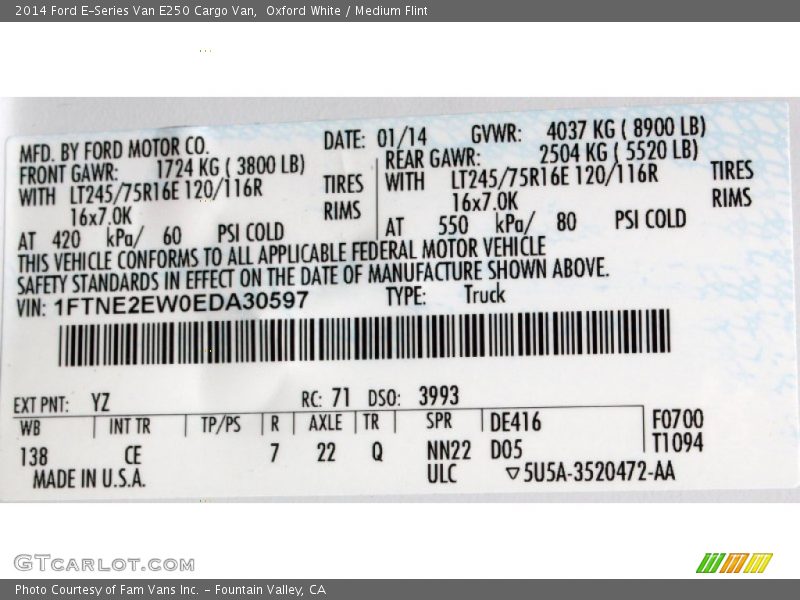 2014 Ford E-Series Van E250 Cargo Van,  Oxford White / Medium Flint
MFD. BY FORD MOTOR CO. DATE: 01/14 GVWR: 4037 KG ( 8900 LB)
FRONT GAWR: 1724 KG ( 3800 LB) REAR GAWR: 2504 KG ( 5520 LB)
WITH LT245/75R16E 120/116R TIRES WITH LT245/75R16E 120/116R TIRES
16x7.0K RIMS 16x7.0K RIMS
AT 420 kPa/ 60 PSI COLD AT 550 kPa/ 80 PSI COLD
THIS VEHICLE CONFORMS TO ALL APPLICABLE FEDERAL MOTOR VEHICLE
SAFETY STANDARDS IN EFFECT ON THE DATE OF MANUFACTURE SHOWN ABOVE.
VIN: 1FTNE2EW0EDA30597 TYPE: Truck
EXT PNT: YZ RC: 71 DSO: 3993
WB INT TR TP/PS R AXLE TR SPR DE416 F0700
138 CE 7 22 Q NN22 D05 T1094
MADE IN U.S.A. ULC ▽5U5A-3520472-AA
GTCARLOT.COM
Photo Courtesy of Fam Vans Inc. - Fountain Valley, CA